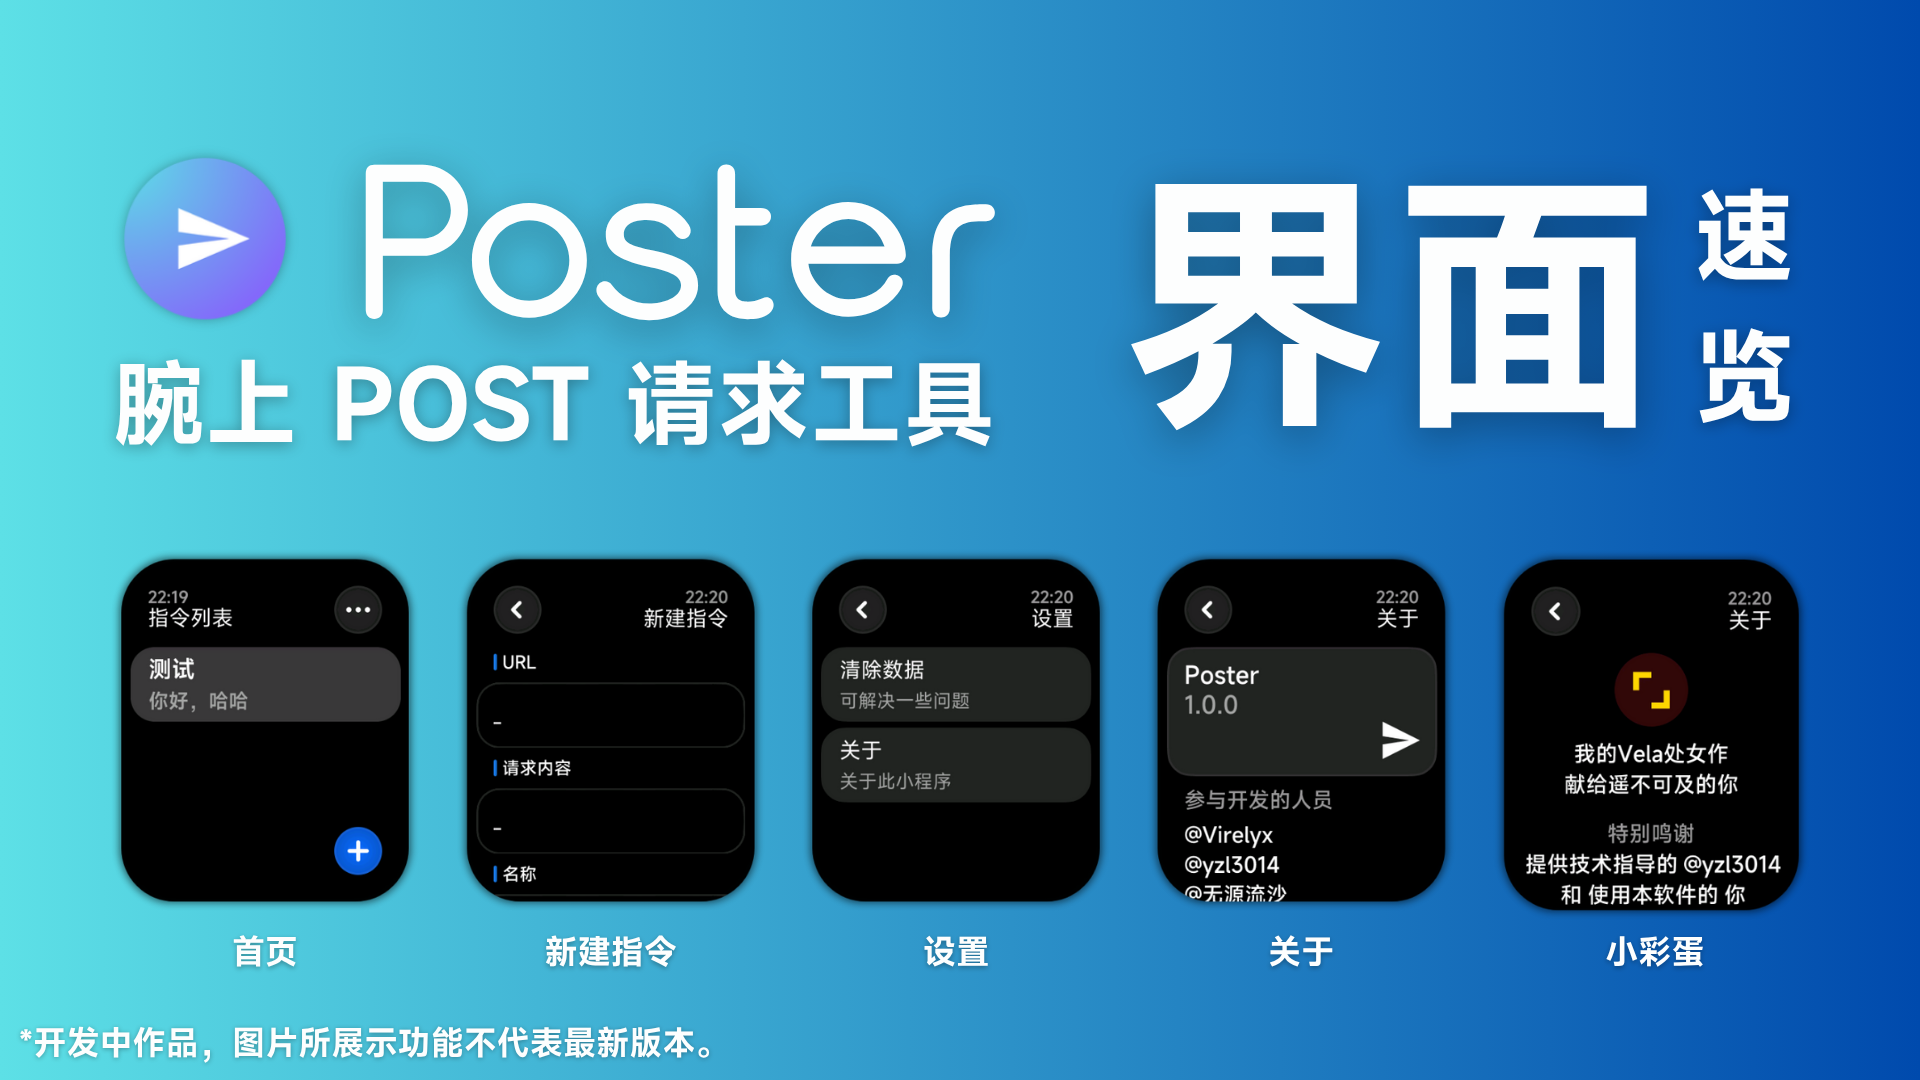 Poster
腕上 POST 请求工具
界面
速
览
22:19
指令列表
测试
你好，哈哈
首页
22:20
新建指令
URL
请求内容
名称
新建指令
22:20
设置
清除数据
可解决一些问题
关于
关于此小程序
设置
22:20
关于
Poster
1.0.0
参与开发的人员
@Virelyx
@yzl3014
@无源流沙
关于
22:20
关于
我的Vela处女作
献给遥不可及的你
特别鸣谢
提供技术指导的 @yzl3014
和 使用本软件的 你
小彩蛋
*开发中作品，图片所展示功能不代表最新版本。